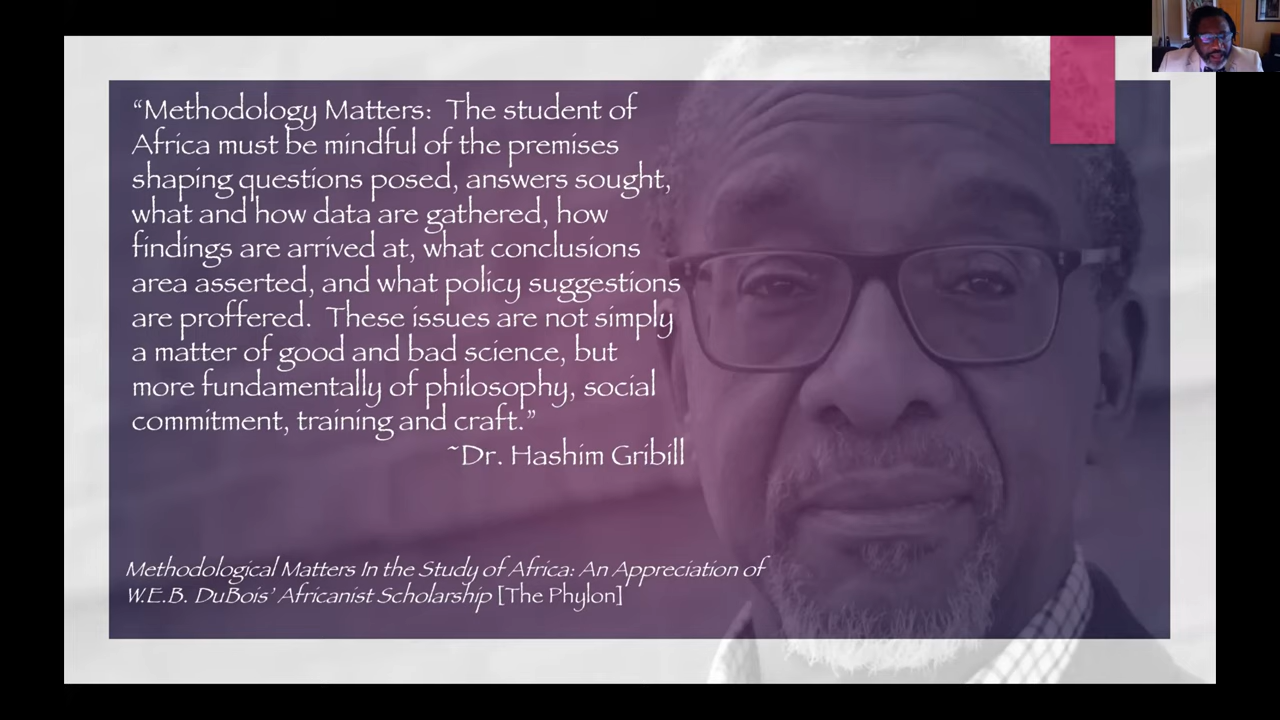 “Methodology Matters: The student of
Africa must be mindful of the premises
shaping questions posed, answers sought,
what and how data are gathered, how
findings are arrived at, what conclusions
area asserted, and what policy suggestions
are proffered. These issues are not simply
a matter of good and bad science, but
more fundamentally of philosophy, social
commitment, training and craft.”
~Dr. Hashim Gribill
Methodological Matters In the Study of Africa: An Appreciation of
W.E.B. DuBois’ Africanist Scholarship [The Phylon]